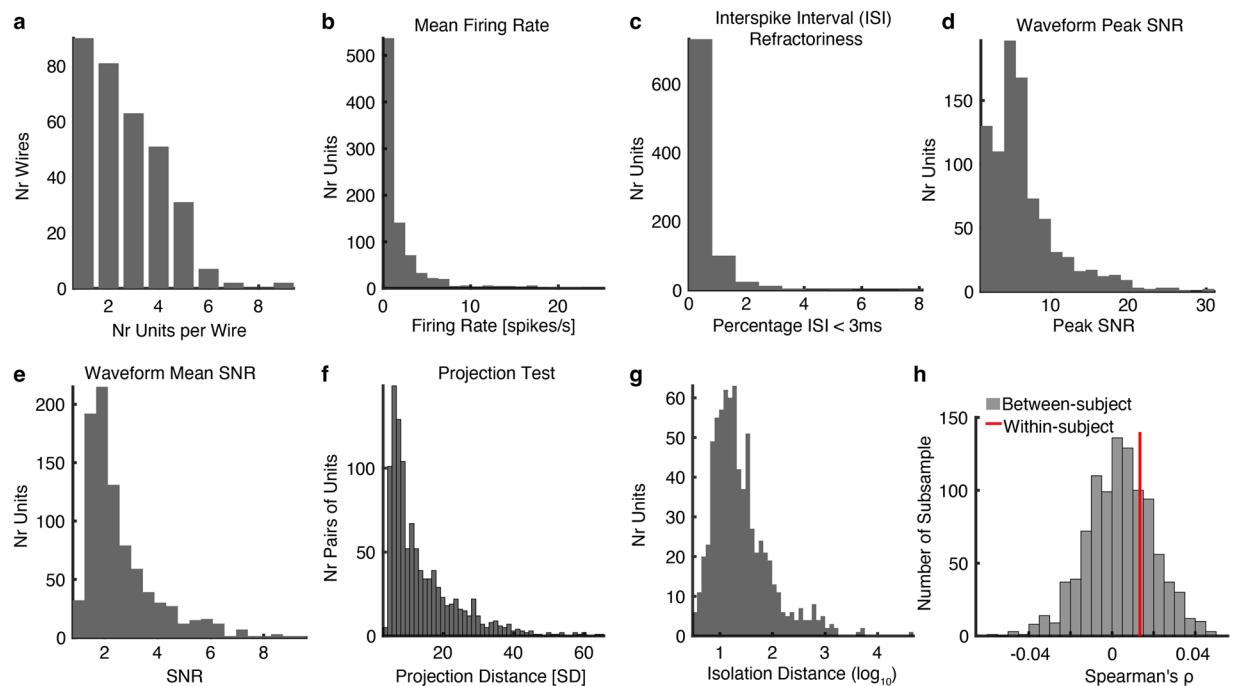 a
80
60
40
20
0
Nr Wires
2 4 6 8
Nr Units per Wire
b
Mean Firing Rate
500
400
300
200
100
0
Nr Units
0 10 20
Firing Rate [spikes/s]
c
Interspike Interval (ISI)
Refractoriness
600
400
200
0
Nr Units
0 2 4 6 8
Percentage ISI < 3ms
d
Waveform Peak SNR
150
100
50
0
Nr Units
10 20 30
Peak SNR
e
Waveform Mean SNR
200
150
100
50
0
Nr Units
2 4 6 8
SNR
f
Projection Test
100
50
0
Nr Pairs of Units
0 20 40 60
Projection Distance [SD]
g
60
50
40
30
20
10
0
Nr Units
1 2 3 4
Isolation Distance (log₁₀)
h
Between-subject
Within-subject
150
100
50
0
Number of Subsample
-0.04 0 0.04
Spearman's ρ